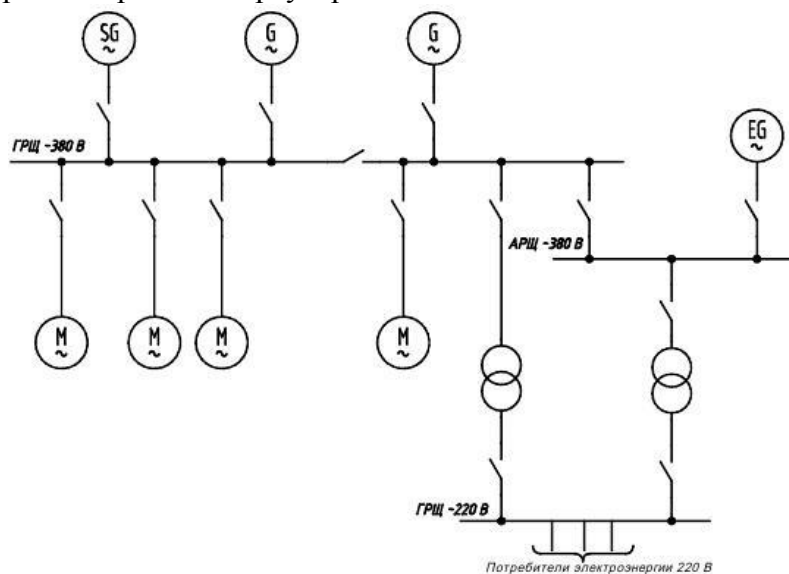 SG
~
G
~
G
~
EG
~
ГРЩ ~380 В
АРЩ ~380 В
M
~
M
~
M
~
M
~
ГРЩ ~220 В
Потребители электроэнергии 220 В